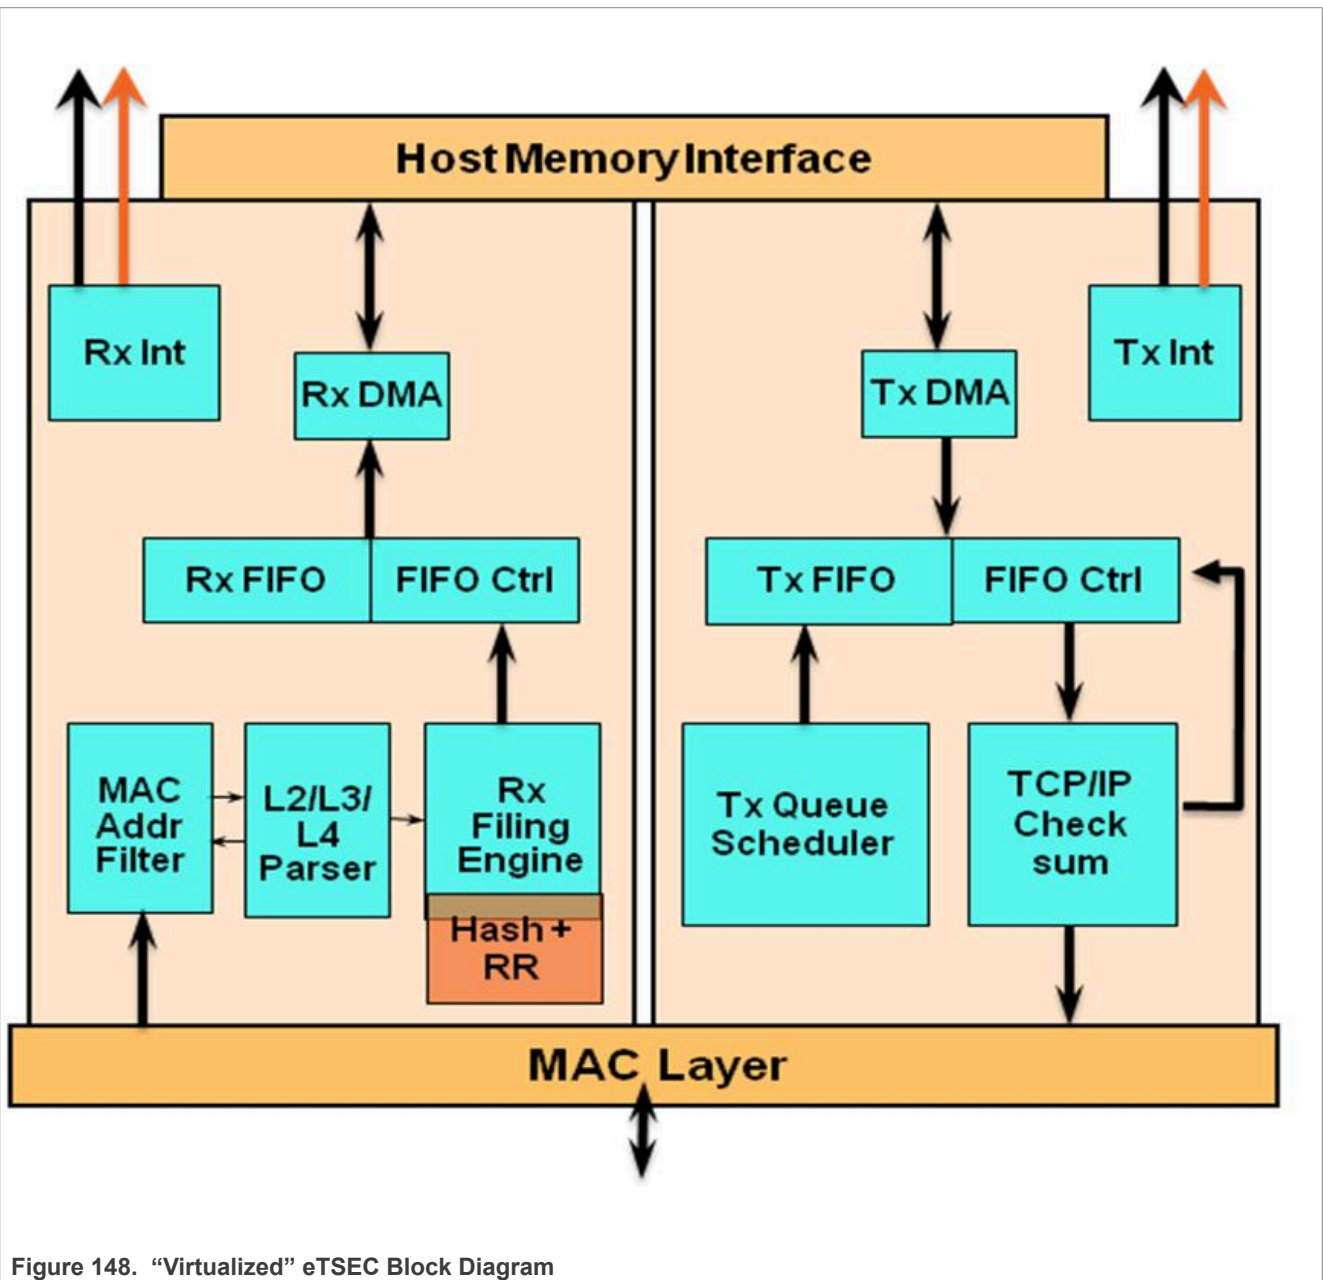 Host Memory Interface
Rx Int
Tx Int
Rx DMA
Tx DMA
Rx FIFO
FIFO Ctrl
Tx FIFO
FIFO Ctrl
MAC
Addr
Filter
L2/L3/
L4
Parser
Rx
Filing
Engine
Hash +
RR
Tx Queue
Scheduler
TCP/IP
Check
sum
MAC Layer
Figure 148. “Virtualized” eTSEC Block Diagram